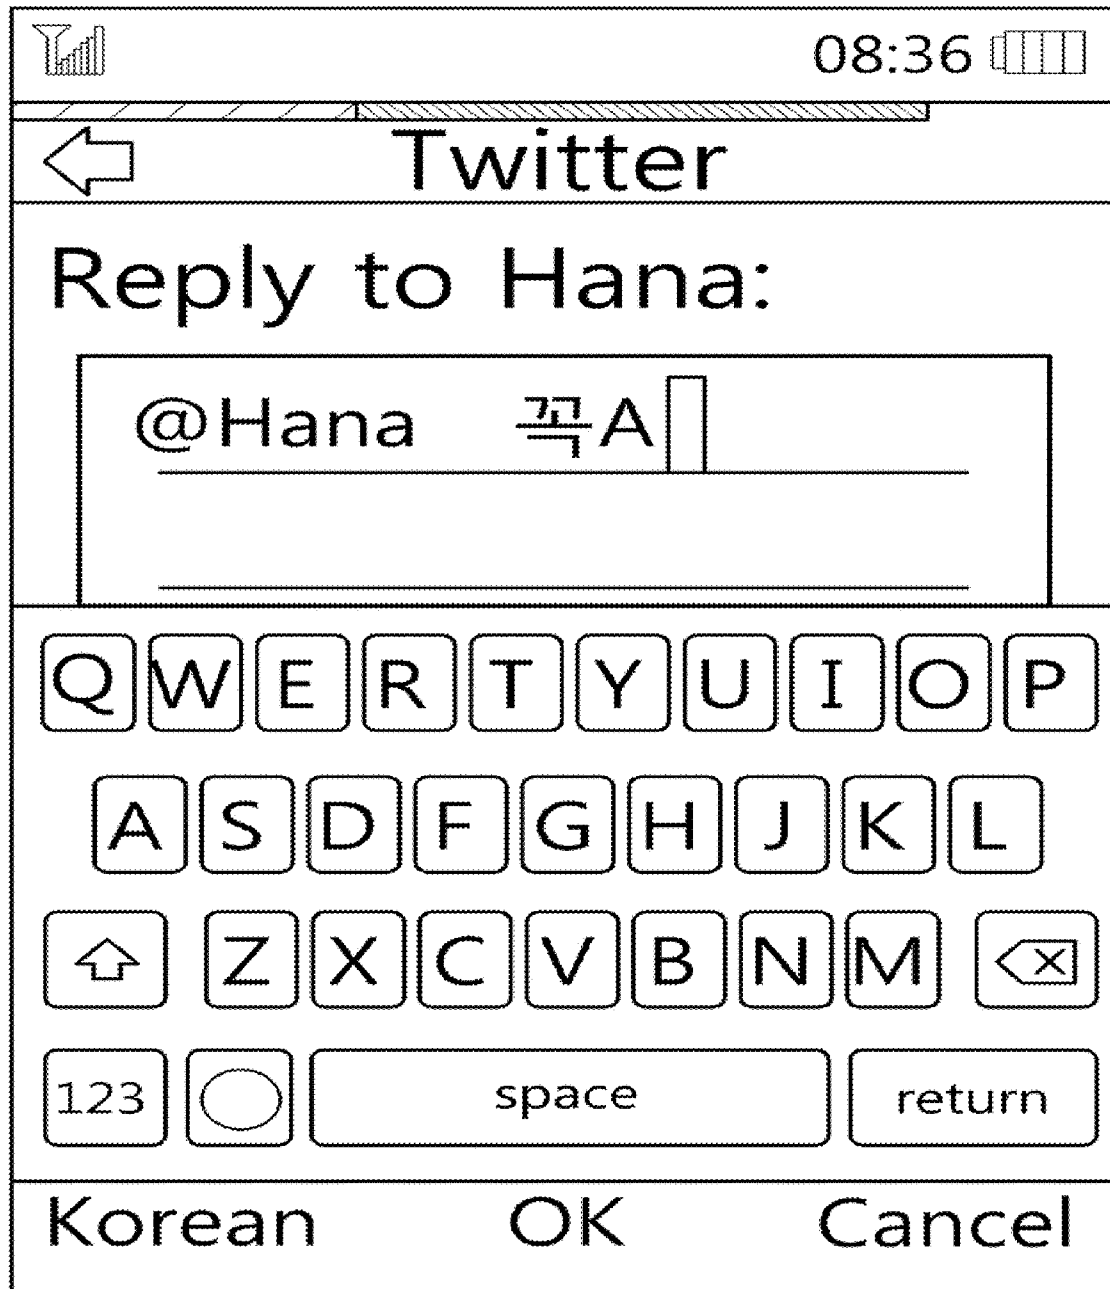 08:36
Twitter
Reply to Hana:
@Hana 꼭A
Q W E R T Y U I O P
A S D F G H J K L
Z X C V B N M
123 space return
Korean OK Cancel